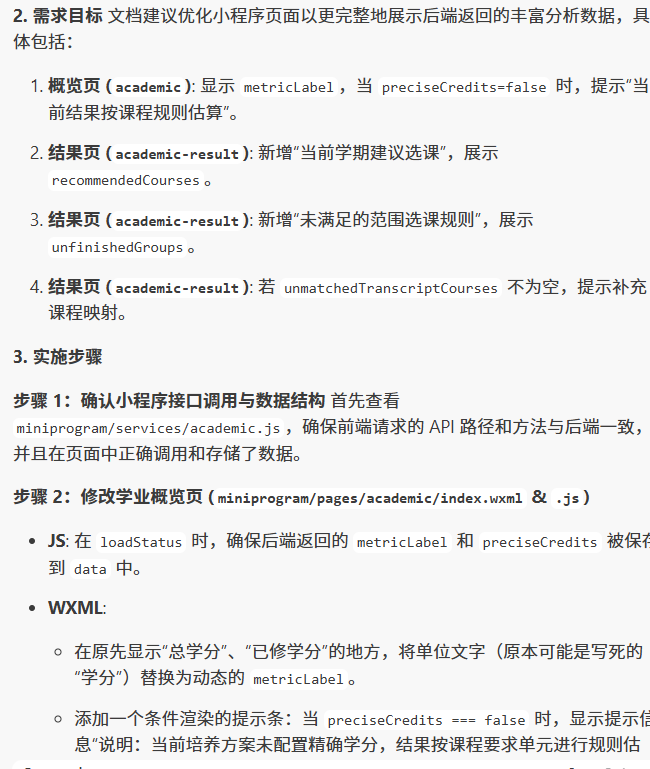 2. 需求目标 文档建议优化小程序页面以更完整地展示后端返回的丰富分析数据，具
体包括：
1. 概览页 (academic): 显示 metricLabel，当 preciseCredits=false 时，提示“当
前结果按课程规则估算”。
2. 结果页 (academic-result): 新增“当前学期建议选课”，展示
recommendedCourses。
3. 结果页 (academic-result): 新增“未满足的范围选课规则”，展示
unfinishedGroups。
4. 结果页 (academic-result): 若 unmatchedTranscriptCourses 不为空，提示补充
课程映射。
3. 实施步骤
步骤 1：确认小程序接口调用与数据结构 首先查看
miniprogram/services/academic.js，确保前端请求的 API 路径和方法与后端一致，
并且在页面中正确调用和存储了数据。
步骤 2：修改学业概览页 (miniprogram/pages/academic/index.wxml & .js)
• JS: 在 loadStatus 时，确保后端返回的 metricLabel 和 preciseCredits 被保存
到 data 中。
• WXML:
○ 在原先显示“总学分”、“已修学分”的地方，将单位文字（原本可能是写死的
“学分”）替换为动态的 metricLabel。
○ 添加一个条件渲染的提示条：当 preciseCredits === false 时，显示提示信
息“说明：当前培养方案未配置精确学分，结果按课程要求单元进行规则估